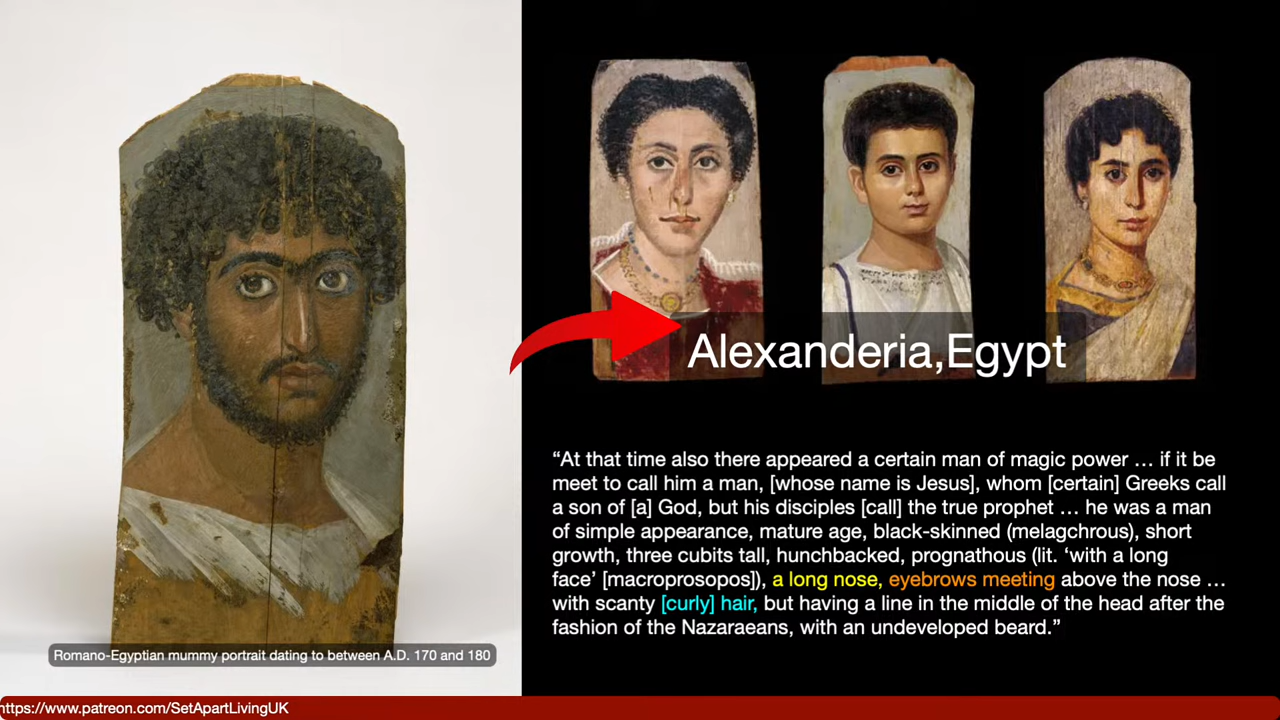 Alexanderia,Egypt
“At that time also there appeared a certain man of magic power … if it be
meet to call him a man, [whose name is Jesus], whom [certain] Greeks call
a son of [a] God, but his disciples [call] the true prophet … he was a man
of simple appearance, mature age, black-skinned (melagchrous), short
growth, three cubits tall, hunchbacked, prognathous (lit. ‘with a long
face’ [macroprosopos]), a long nose, eyebrows meeting above the nose …
with scanty [curly] hair, but having a line in the middle of the head after the
fashion of the Nazaraeans, with an undeveloped beard.”
Romano-Egyptian mummy portrait dating to between A.D. 170 and 180
https://www.patreon.com/SetApartLivingUK